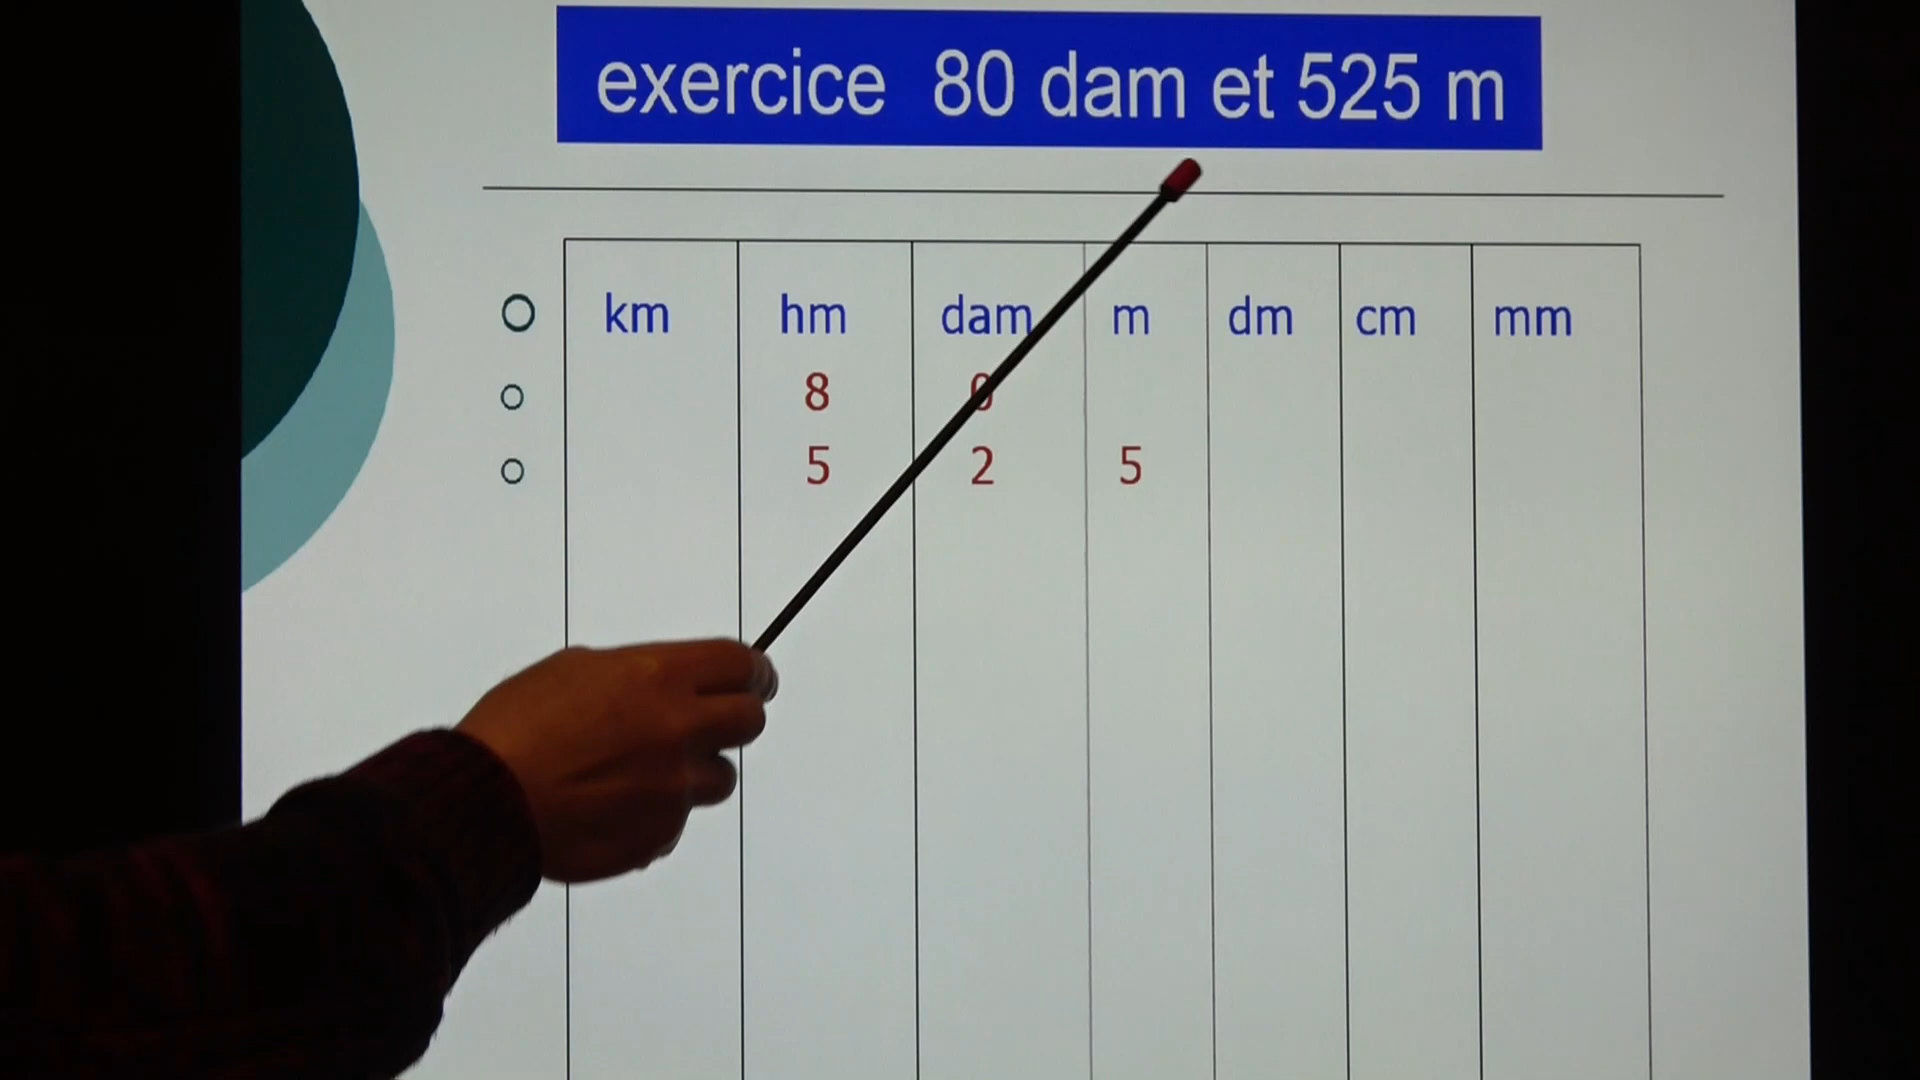 exercice 80 dam et 525 m
km hm dam m dm cm mm
8 0
5 2 5